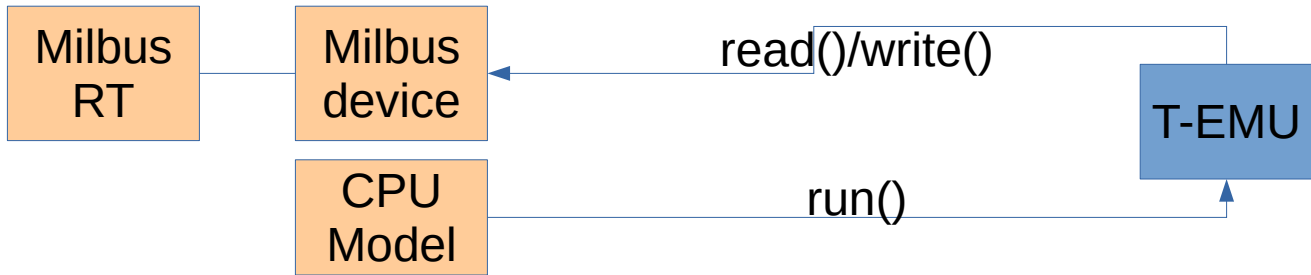 Milbus
RT
Milbus
device
read()/write()
T-EMU
CPU
Model
run()